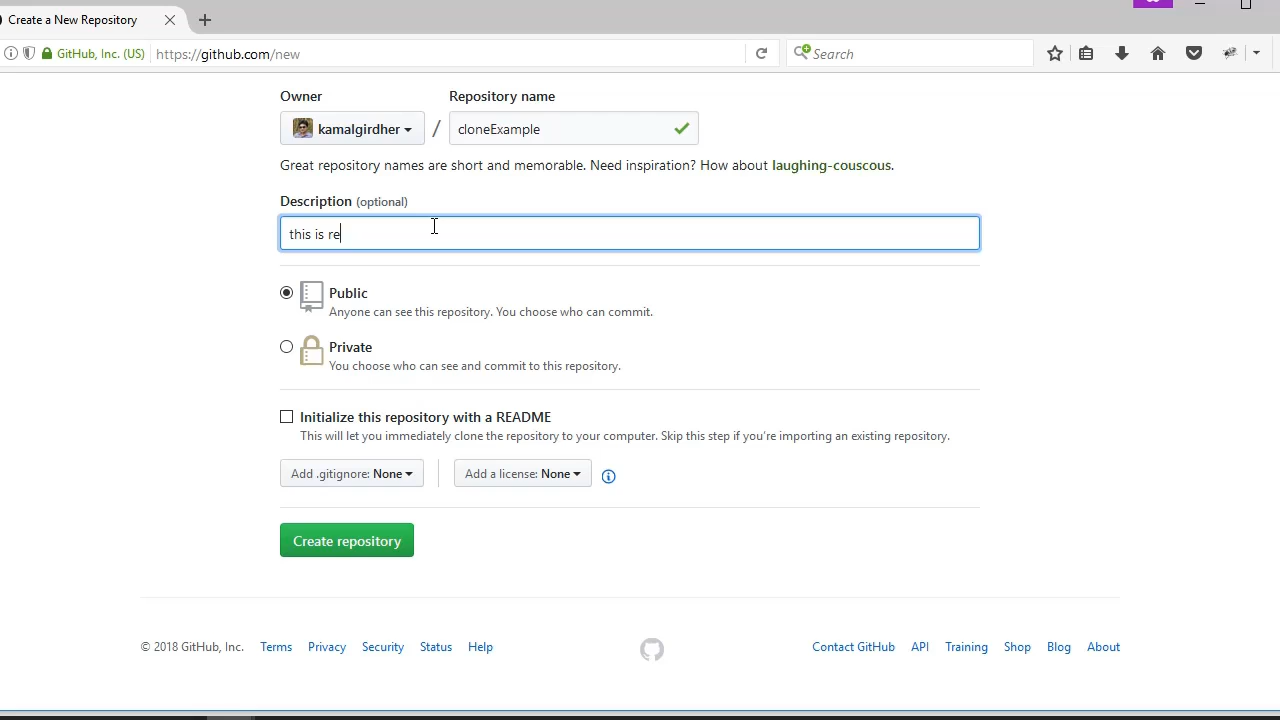 Create a New Repository
GitHub, Inc. (US) https://github.com/new Search
Owner Repository name
kamalgirdher / cloneExample
Great repository names are short and memorable. Need inspiration? How about laughing-couscous.
Description (optional)
this is re
Public
Anyone can see this repository. You choose who can commit.
Private
You choose who can see and commit to this repository.
Initialize this repository with a README
This will let you immediately clone the repository to your computer. Skip this step if you're importing an existing repository.
Add .gitignore: None Add a license: None
Create repository
© 2018 GitHub, Inc. Terms Privacy Security Status Help Contact GitHub API Training Shop Blog About